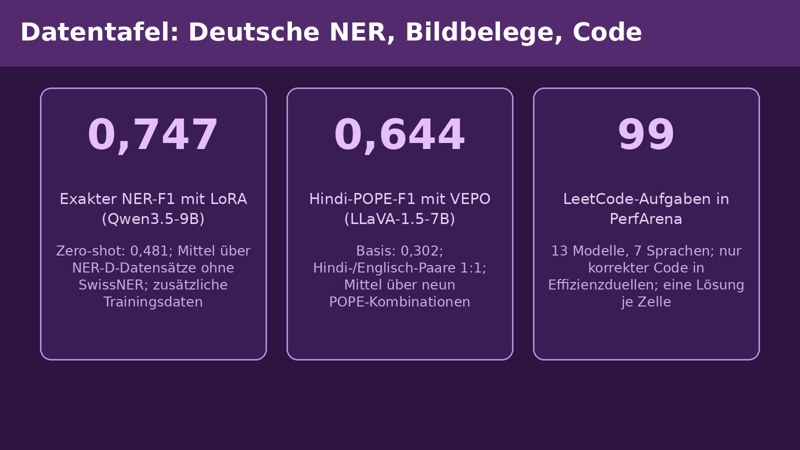 Datentafel: Deutsche NER, Bildbelege, Code
0,747
Exakter NER-F1 mit LoRA
(Qwen3.5-9B)
Zero-shot: 0,481; Mittel über
NER-D-Datensätze ohne
SwissNER; zusätzliche
Trainingsdaten
0,644
Hindi-POPE-F1 mit VEPO
(LLaVA-1.5-7B)
Basis: 0,302;
Hindi-/Englisch-Paare 1:1;
Mittel über neun
POPE-Kombinationen
99
LeetCode-Aufgaben in
PerfArena
13 Modelle, 7 Sprachen; nur
korrekter Code in
Effizienzduellen; eine Lösung
je Zelle